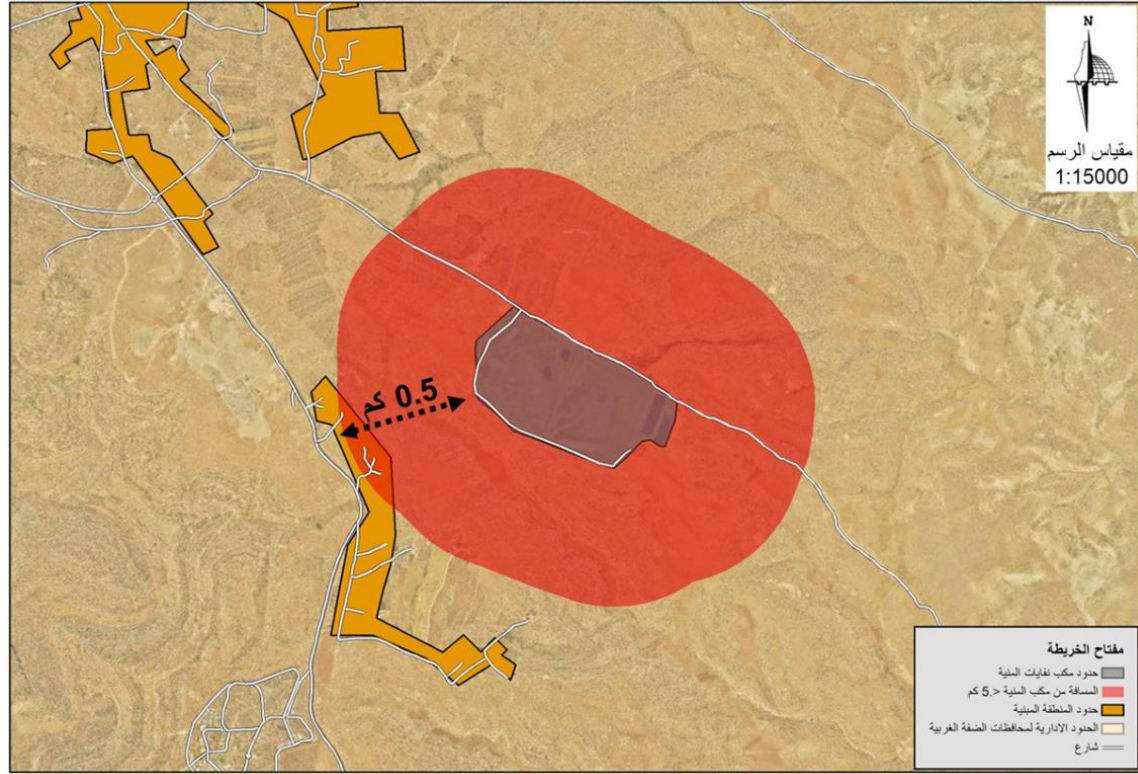 N
مقياس الرسم
1:15000
0.5 كم
مفتاح الخريطة
حدود مكب نفايات المنية
المسافة من مكب المنية <.5 كم
حدود المنطقة المبنية
الحدود الادارية لمحافظات الضفة الغربية
شارع